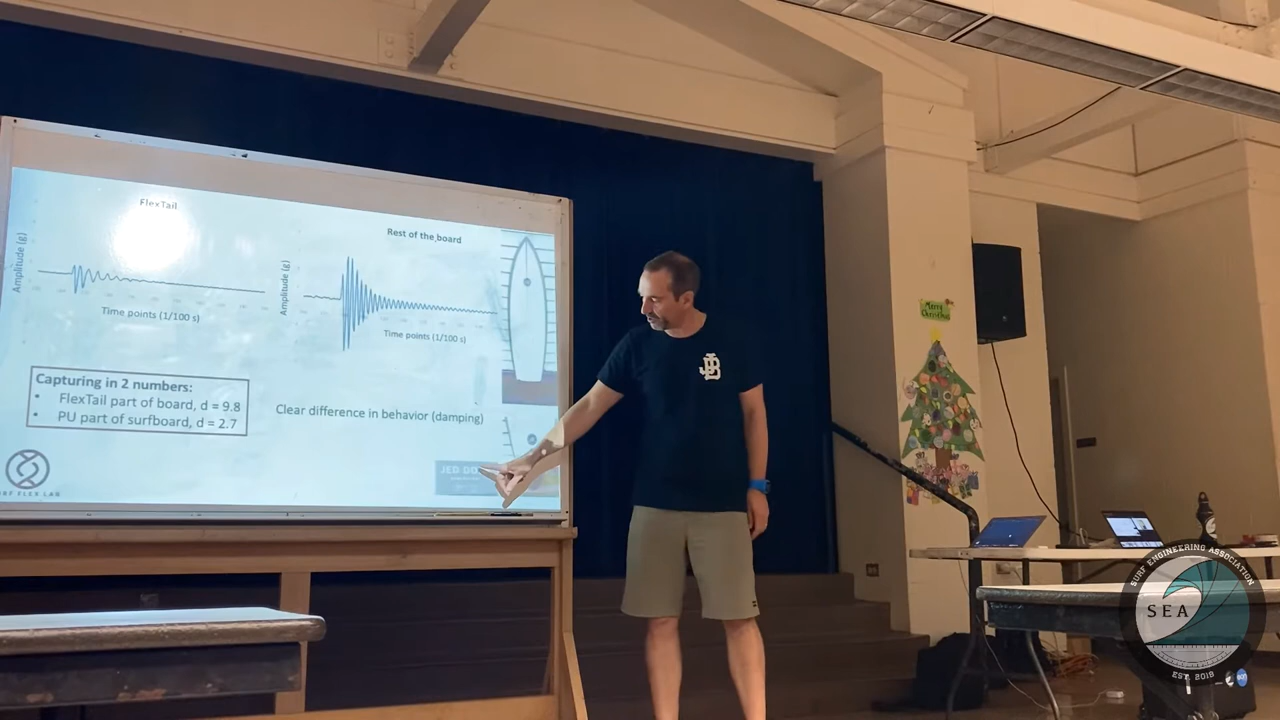 FlexTail
Amplitude (g)
Time points (1/100 s)
Rest of the board
Amplitude (g)
Time points (1/100 s)
Capturing in 2 numbers:
• FlexTail part of board, d = 9.8
• PU part of surfboard, d = 2.7
Clear difference in behavior (damping)
JED DO
RF FLEX LAB
JB
Merry
SURF ENGINEERING ASSOCIATION
SEA
EST. 2019